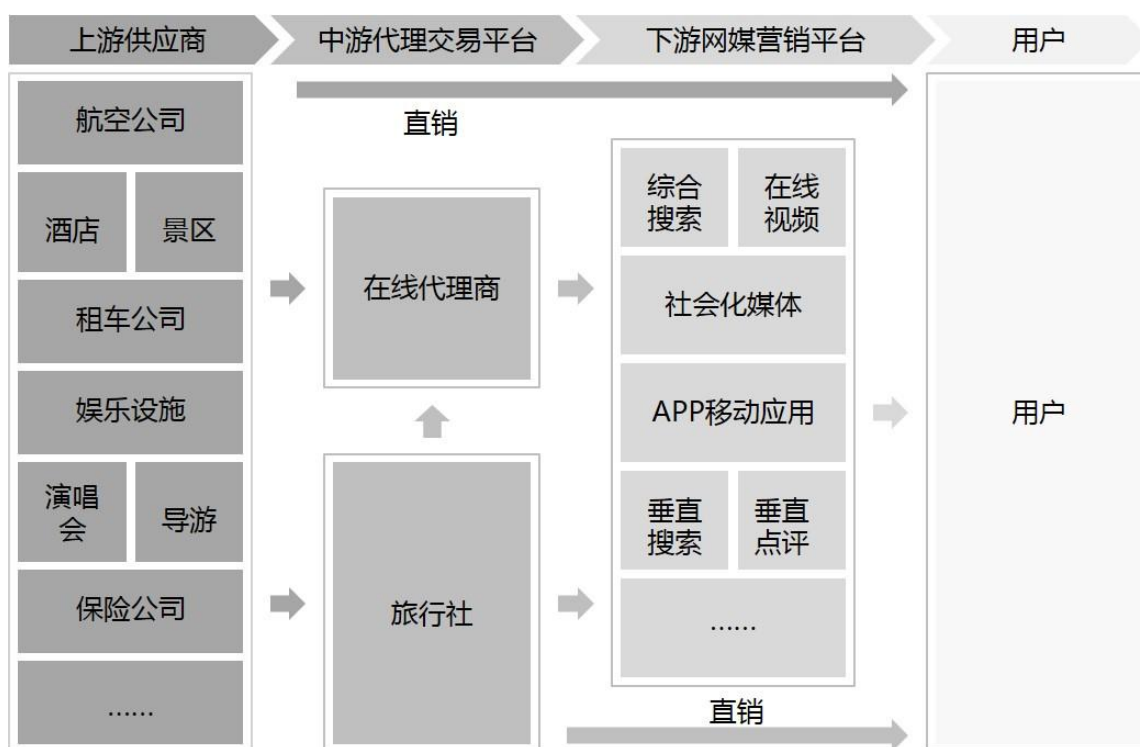 上游供应商
中游代理交易平台
下游网媒营销平台
用户
直销
航空公司
酒店
景区
租车公司
娱乐设施
演唱
会
导游
保险公司
......
在线代理商
旅行社
综合
搜索
在线
视频
社会化媒体
APP移动应用
垂直
搜索
垂直
点评
......
用户
直销